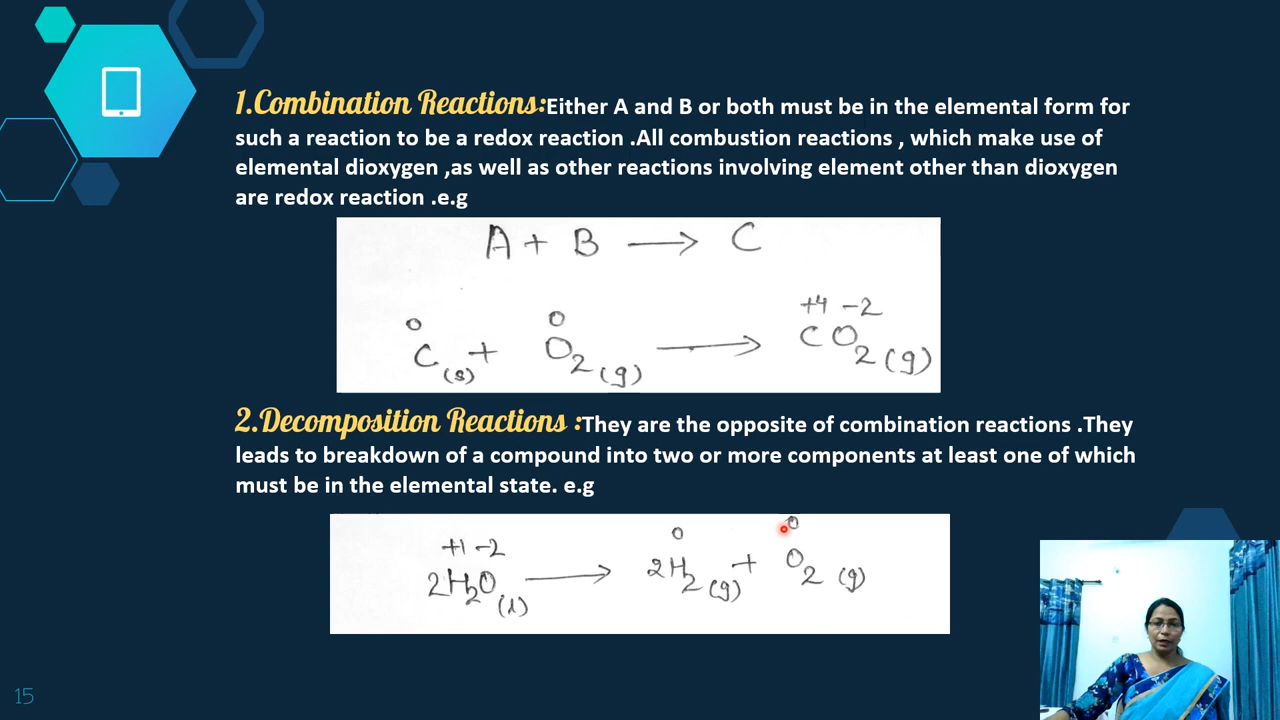 1.Combination Reactions:Either A and B or both must be in the elemental form for
such a reaction to be a redox reaction .All combustion reactions , which make use of
elemental dioxygen ,as well as other reactions involving element other than dioxygen
are redox reaction .e.g
A + B → C
0 0 +4 -2
C(s) + O2(g) → CO2(g)
2.Decomposition Reactions :They are the opposite of combination reactions .They
leads to breakdown of a compound into two or more components at least one of which
must be in the elemental state. e.g
+1 -2 0 0
2H2O(l) → 2H2(g) + O2(g)
15